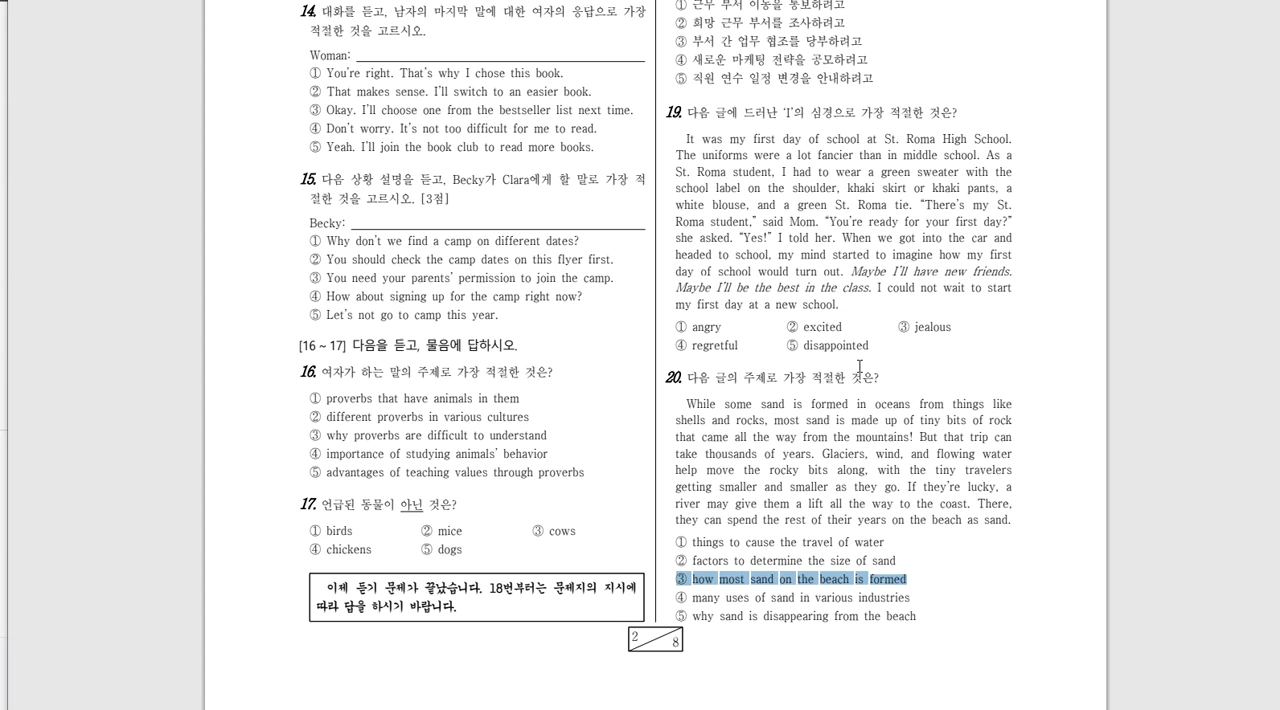 14. 대화를 듣고, 남자의 마지막 말에 대한 여자의 응답으로 가장
적절한 것을 고르시오.
Woman:
① You're right. That's why I chose this book.
② That makes sense. I'll switch to an easier book.
③ Okay. I'll choose one from the bestseller list next time.
④ Don't worry. It's not too difficult for me to read.
⑤ Yeah. I'll join the book club to read more books.
15. 다음 상황 설명을 듣고, Becky가 Clara에게 할 말로 가장 적
절한 것을 고르시오. [3점]
Becky:
① Why don't we find a camp on different dates?
② You should check the camp dates on this flyer first.
③ You need your parents' permission to join the camp.
④ How about signing up for the camp right now?
⑤ Let's not go to camp this year.
[16 ~ 17] 다음을 듣고, 물음에 답하시오.
16. 여자가 하는 말의 주제로 가장 적절한 것은?
① proverbs that have animals in them
② different proverbs in various cultures
③ why proverbs are difficult to understand
④ importance of studying animals' behavior
⑤ advantages of teaching values through proverbs
17. 언급된 동물이 아닌 것은?
① birds ② mice ③ cows
④ chickens ⑤ dogs
이제 듣기 문제가 끝났습니다. 18번부터는 문제지의 지시에
따라 답을 하시기 바랍니다.
① 근무 부서 이동을 통보하려고
② 희망 근무 부서를 조사하려고
③ 부서 간 업무 협조를 당부하려고
④ 새로운 마케팅 전략을 공모하려고
⑤ 직원 연수 일정 변경을 안내하려고
19. 다음 글에 드러난 'I'의 심경으로 가장 적절한 것은?
It was my first day of school at St. Roma High School.
The uniforms were a lot fancier than in middle school. As a
St. Roma student, I had to wear a green sweater with the
school label on the shoulder, khaki skirt or khaki pants, a
white blouse, and a green St. Roma tie. "There's my St.
Roma student," said Mom. "You're ready for your first day?"
she asked. "Yes!" I told her. When we got into the car and
headed to school, my mind started to imagine how my first
day of school would turn out. Maybe I'll have new friends.
Maybe I'll be the best in the class. I could not wait to start
my first day at a new school.
① angry ② excited ③ jealous
④ regretful ⑤ disappointed
20. 다음 글의 주제로 가장 적절한 것은?
While some sand is formed in oceans from things like
shells and rocks, most sand is made up of tiny bits of rock
that came all the way from the mountains! But that trip can
take thousands of years. Glaciers, wind, and flowing water
help move the rocky bits along, with the tiny travelers
getting smaller and smaller as they go. If they're lucky, a
river may give them a lift all the way to the coast. There,
they can spend the rest of their years on the beach as sand.
① things to cause the travel of water
② factors to determine the size of sand
③ how most sand on the beach is formed
④ many uses of sand in various industries
⑤ why sand is disappearing from the beach
2 8